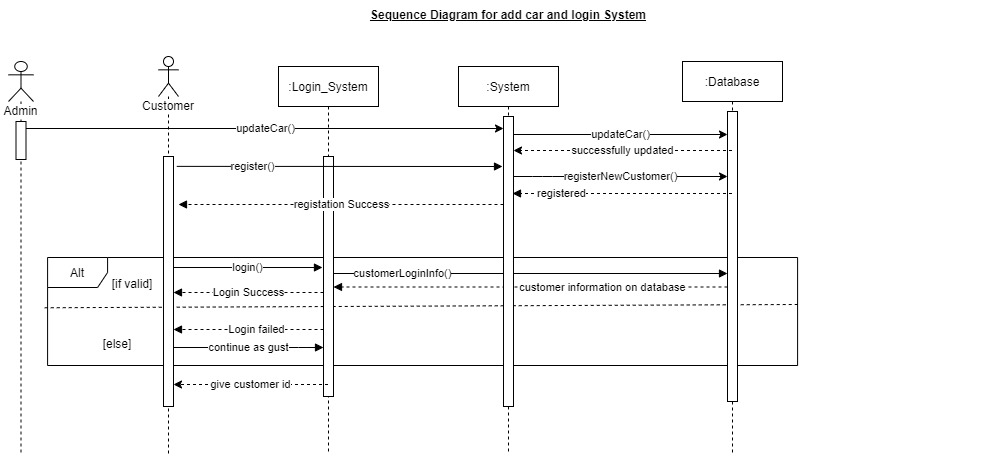 Sequence Diagram for add car and login System
:Login_System
:System
:Database
Customer
Admin
updateCar()
updateCar()
successfully updated
register()
registerNewCustomer()
registered
registation Success
Alt
login()
customerLoginInfo()
[if valid]
customer information on database
Login Success
Login failed
[else]
continue as gust
give customer id